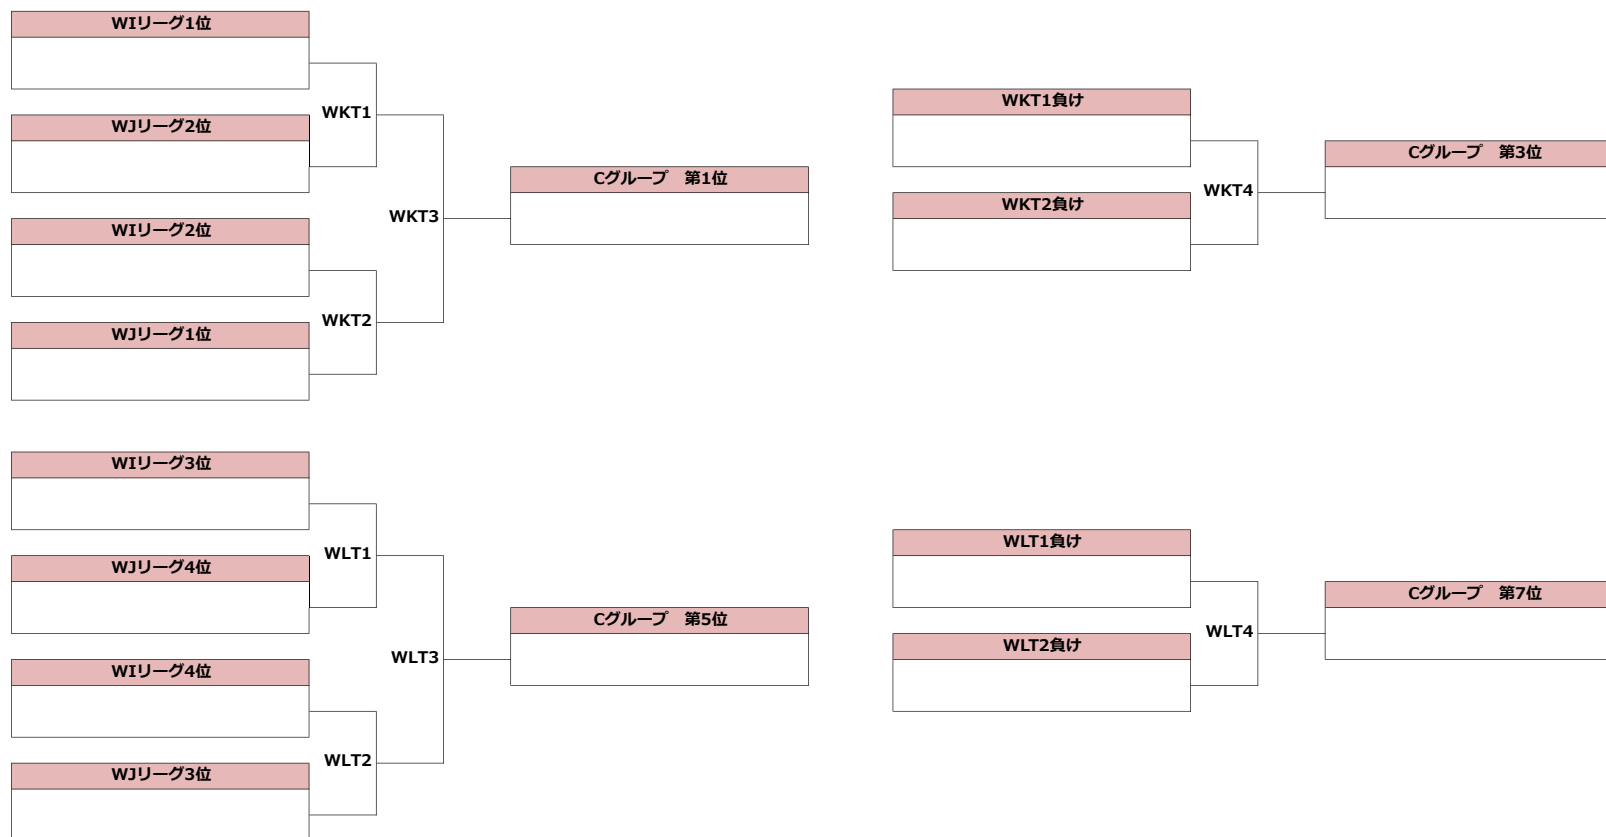 WIリーグ1位
WKT1
WJリーグ2位
WKT3
Cグループ　第1位
WIリーグ2位
WKT2
WJリーグ1位
WKT1負け
WKT4
Cグループ　第3位
WKT2負け
WIリーグ3位
WLT1
WJリーグ4位
WLT3
Cグループ　第5位
WIリーグ4位
WLT2
WJリーグ3位
WLT1負け
WLT4
Cグループ　第7位
WLT2負け